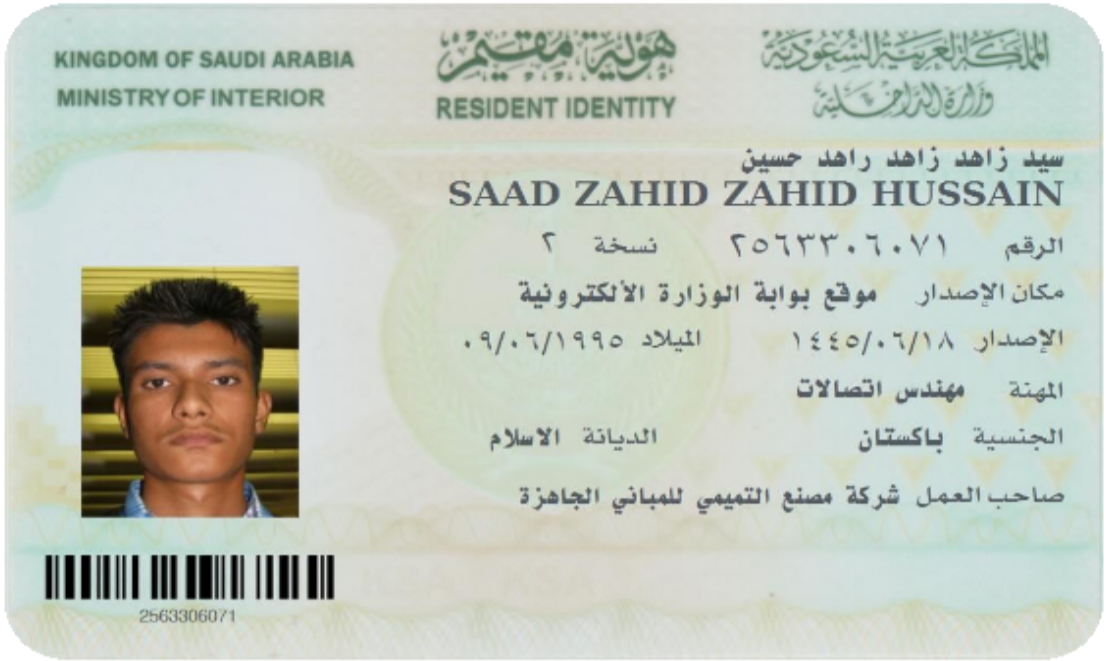 KINGDOM OF SAUDI ARABIA هوية مقيم المملكة العربية السعودية
MINISTRY OF INTERIOR RESIDENT IDENTITY وزارة الداخلية
سيد زاهد زاهد راهد حسين
SAAD ZAHID ZAHID HUSSAIN
الرقم ٢٥٦٣٣٠٦٠٧١ نسخة ٢
مكان الإصدار موقع بوابة الوزارة الألكترونية
الإصدار ١٤٤٥/٠٦/١٨ الميلاد ٠٩/٠٦/١٩٩٥
المهنة مهندس اتصالات
الجنسية باكستان الديانة الاسلام
صاحب العمل شركة مصنع التميمي للمباني الجاهزة
KSA KSA
2563306071